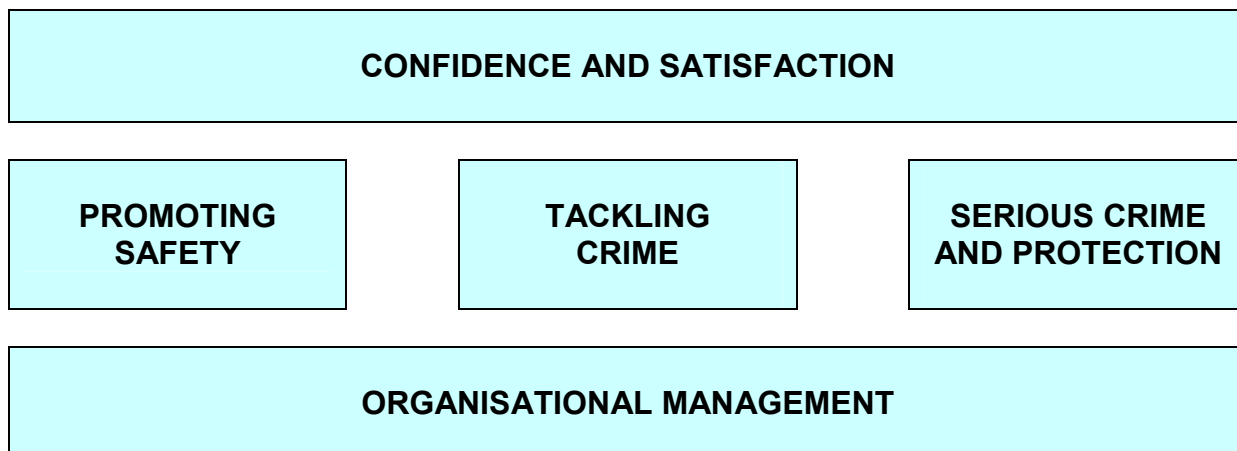 CONFIDENCE AND SATISFACTION
PROMOTING
SAFETY
TACKLING
CRIME
SERIOUS CRIME
AND PROTECTION
ORGANISATIONAL MANAGEMENT